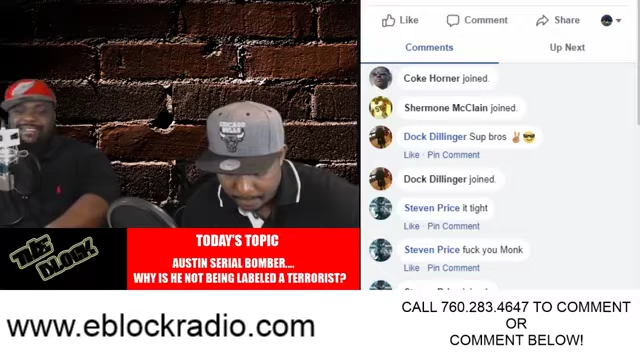 Like Comment Share
Comments Up Next
Coke Horner joined.
Shermone McClain joined.
Dock Dillinger Sup bros
Like · Pin Comment
Dock Dillinger joined.
Steven Price it tight
Like · Pin Comment
Steven Price fuck you Monk
Like · Pin Comment
CHICAGO
BULLS
THE
BLOCK
TODAY'S TOPIC
AUSTIN SERIAL BOMBER....
WHY IS HE NOT BEING LABELED A TERRORIST?
www.eblockradio.com
CALL 760.283.4647 TO COMMENT
OR
COMMENT BELOW!